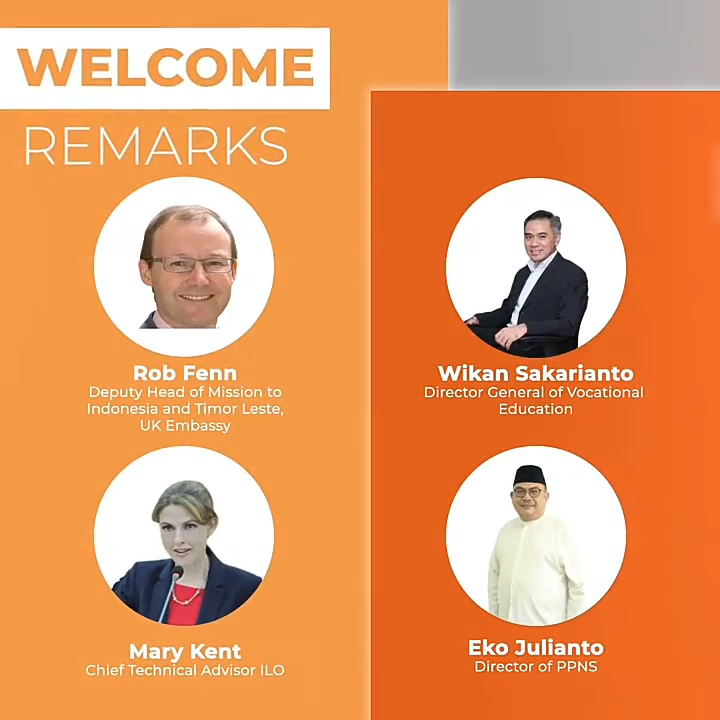 WELCOME
REMARKS
Rob Fenn
Deputy Head of Mission to
Indonesia and Timor Leste,
UK Embassy
Wikan Sakarianto
Director General of Vocational
Education
Mary Kent
Chief Technical Advisor ILO
Eko Julianto
Director of PPNS